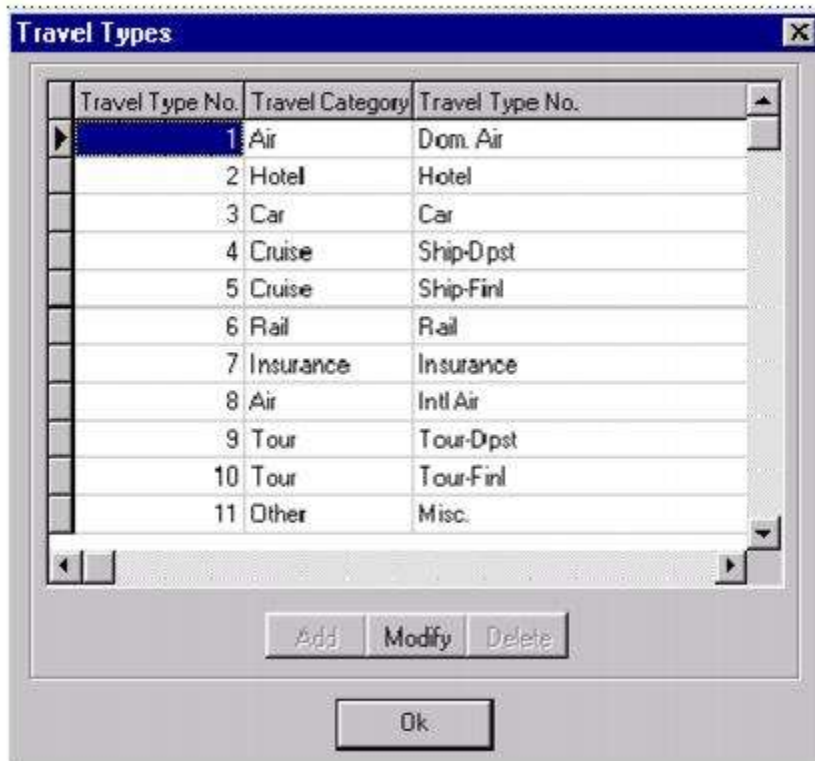 Travel Types
Travel Type No. Travel Category Travel Type No.
1 Air Dom. Air
2 Hotel Hotel
3 Car Car
4 Cruise Ship-Dpst
5 Cruise Ship-Finl
6 Rail Rail
7 Insurance Insurance
8 Air Intl Air
9 Tour Tour-Dpst
10 Tour Tour-Finl
11 Other Misc.
Add Modify Delete
Ok